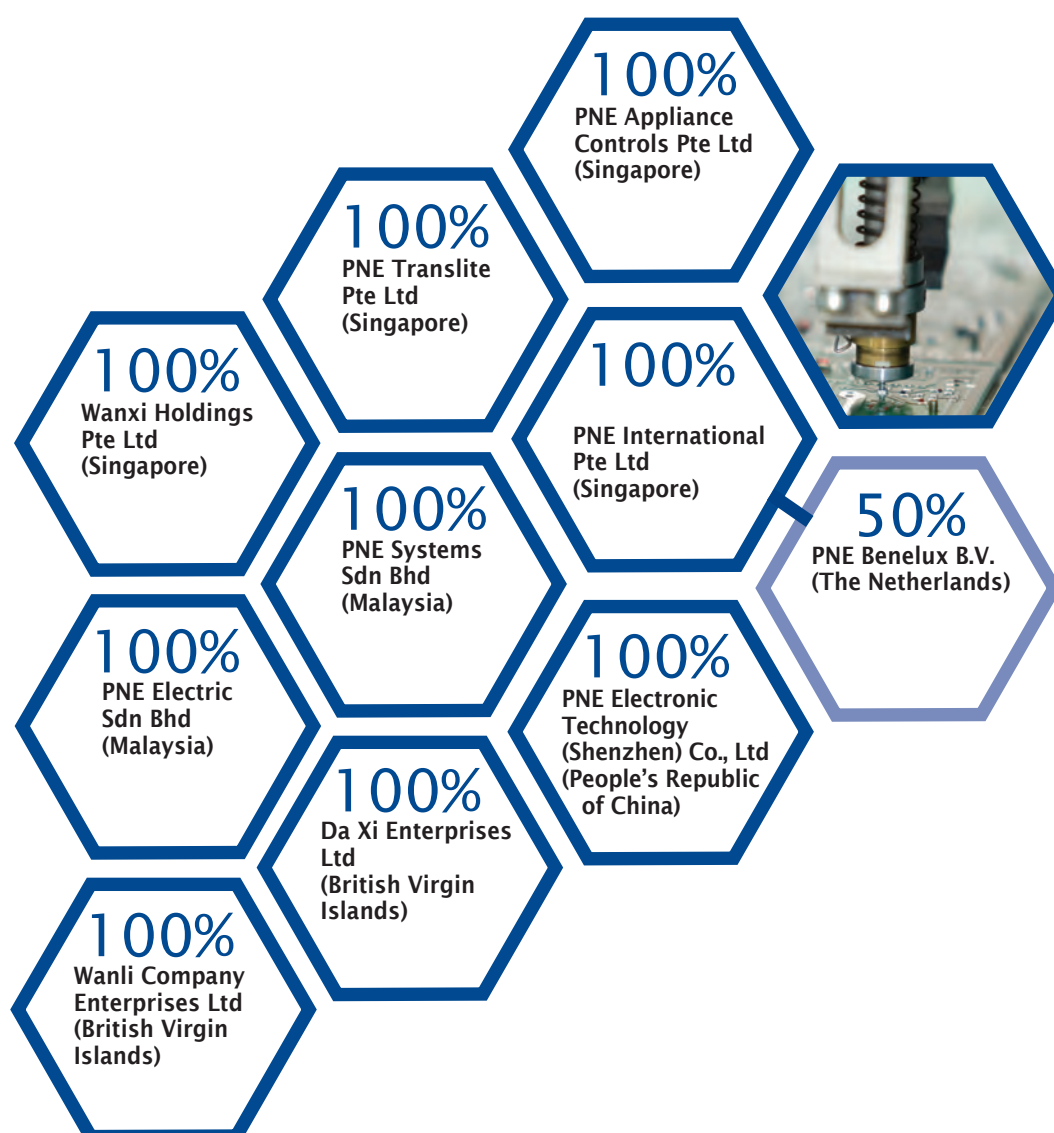 100%
PNE Appliance
Controls Pte Ltd
(Singapore)
100%
PNE Translite
Pte Ltd
(Singapore)
100%
Wanxi Holdings
Pte Ltd
(Singapore)
100%
PNE International
Pte Ltd
(Singapore)
100%
PNE Systems
Sdn Bhd
(Malaysia)
50%
PNE Benelux B.V.
(The Netherlands)
100%
PNE Electric
Sdn Bhd
(Malaysia)
100%
PNE Electronic
Technology
(Shenzhen) Co., Ltd
(People’s Republic
of China)
100%
Da Xi Enterprises
Ltd
(British Virgin
Islands)
100%
Wanli Company
Enterprises Ltd
(British Virgin
Islands)